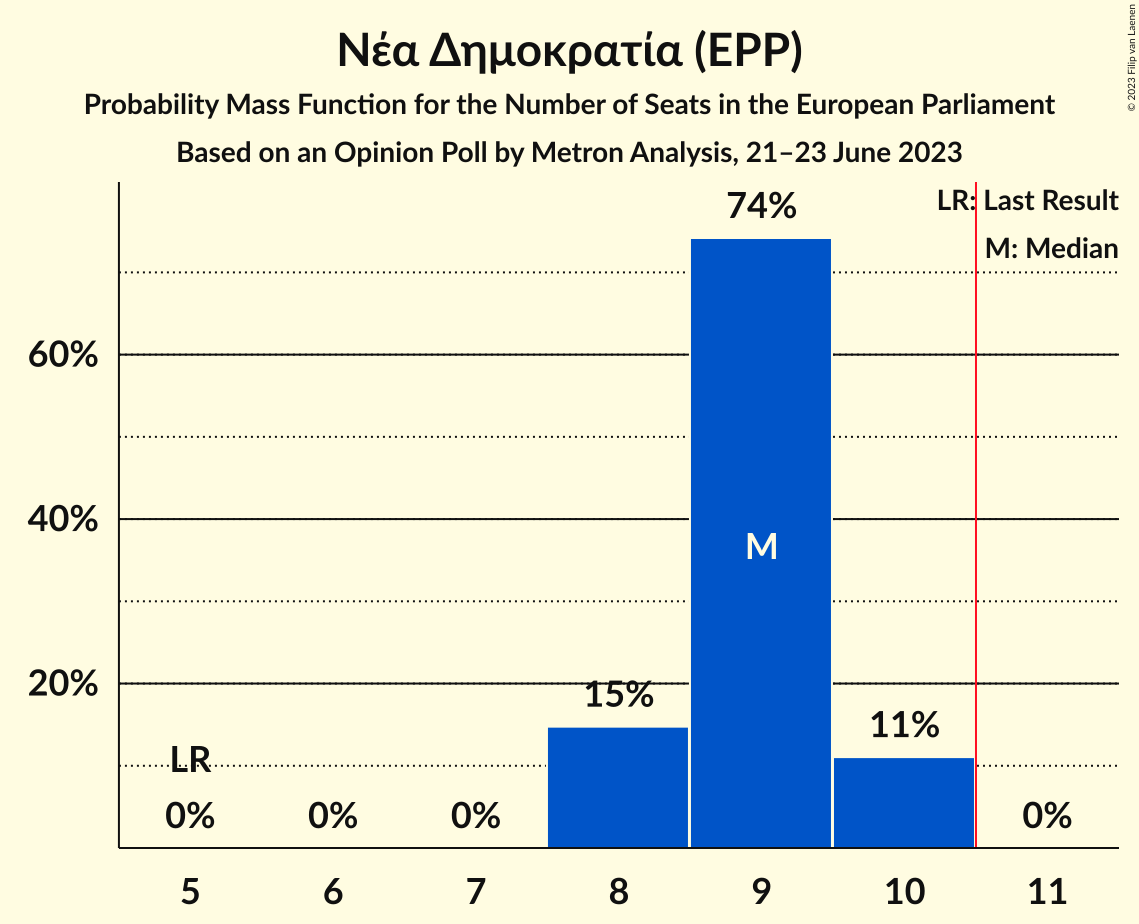 Νέα Δημοκρατία (EPP)
Probability Mass Function for the Number of Seats in the European Parliament
Based on an Opinion Poll by Metron Analysis, 21–23 June 2023
© 2023 Filip van Laenen
LR: Last Result
M: Median
74%
60%
40%
M
20%
15%
11%
LR
0%
0%
0%
0%
5
6
7
8
9
10
11